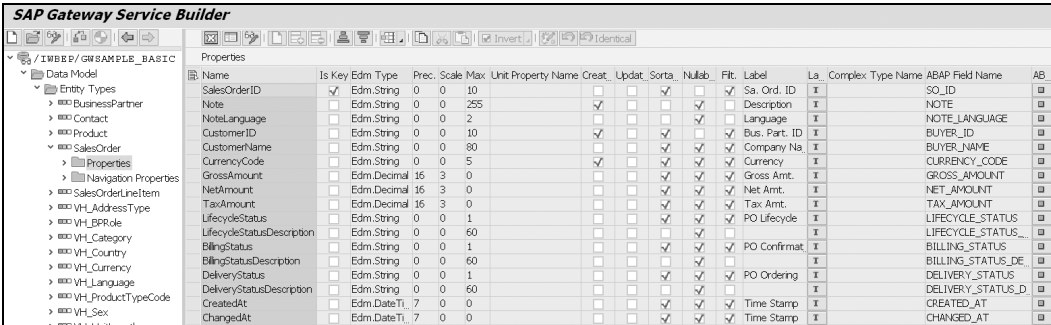 SAP Gateway Service Builder
Invert Identical
/IWBEP/GWSAMPLE_BASIC
Data Model
Entity Types
BusinessPartner
Contact
Product
SalesOrder
Properties
Navigation Properties
SalesOrderLineItem
VH_AddressType
VH_BPRole
VH_Category
VH_Country
VH_Currency
VH_Language
VH_ProductTypeCode
VH_Sex
Properties
Name Is Key Edm Type Prec. Scale Max Unit Property Name Creat_ Updat_ Sorta_ Nullab_ Filt. Label La_ Complex Type Name ABAP Field Name AB_
SalesOrderID Edm.String 0 0 10 Sa. Ord. ID SO_ID
Note Edm.String 0 0 255 Description NOTE
NoteLanguage Edm.String 0 0 2 Language NOTE_LANGUAGE
CustomerID Edm.String 0 0 10 Bus. Part. ID BUYER_ID
CustomerName Edm.String 0 0 80 Company Na_ BUYER_NAME
CurrencyCode Edm.String 0 0 5 Currency CURRENCY_CODE
GrossAmount Edm.Decimal 16 3 0 Gross Amt. GROSS_AMOUNT
NetAmount Edm.Decimal 16 3 0 Net Amt. NET_AMOUNT
TaxAmount Edm.Decimal 16 3 0 Tax Amt. TAX_AMOUNT
LifecycleStatus Edm.String 0 0 1 PO Lifecycle LIFECYCLE_STATUS
LifecycleStatusDescription Edm.String 0 0 60 LIFECYCLE_STATUS_...
BillingStatus Edm.String 0 0 1 PO Confirmat BILLING_STATUS
BillingStatusDescription Edm.String 0 0 60 BILLING_STATUS_DE...
DeliveryStatus Edm.String 0 0 1 PO Ordering DELIVERY_STATUS
DeliveryStatusDescription Edm.String 0 0 60 DELIVERY_STATUS_D...
CreatedAt Edm.DateTi_ 7 0 0 Time Stamp CREATED_AT
ChangedAt Edm.DateTi_ 7 0 0 Time Stamp CHANGED_AT